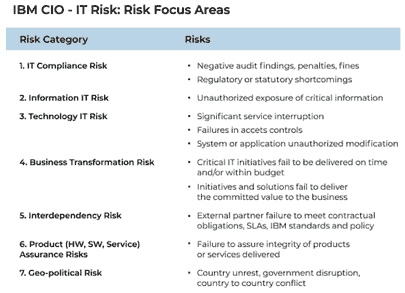 IBM CIO - IT Risk: Risk Focus Areas
Risk Category Risks
1. IT Compliance Risk • Negative audit findings, penalties, fines
• Regulatory or statutory shortcomings
2. Information IT Risk • Unauthorized exposure of critical information
3. Technology IT Risk • Significant service interruption
• Failures in accets controls
• System or application unauthorized modification
4. Business Transformation Risk • Critical IT initiatives fail to be delivered on time
and/or within budget
• Initiatives and solutions fail to deliver
the committed value to the business
5. Interdependency Risk • External partner failure to meet contractual
obligations, SLAs, IBM standards and policy
6. Product (HW, SW, Service) • Failure to assure integrity of products
Assurance Risks or services delivered
7. Geo-political Risk • Country unrest, government disruption,
country to country conflict